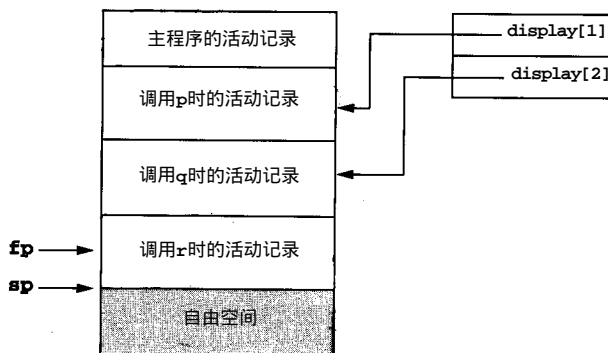 主程序的活动记录
display[1]
display[2]
调用p时的活动记录
调用q时的活动记录
fp
调用r时的活动记录
sp
自由空间